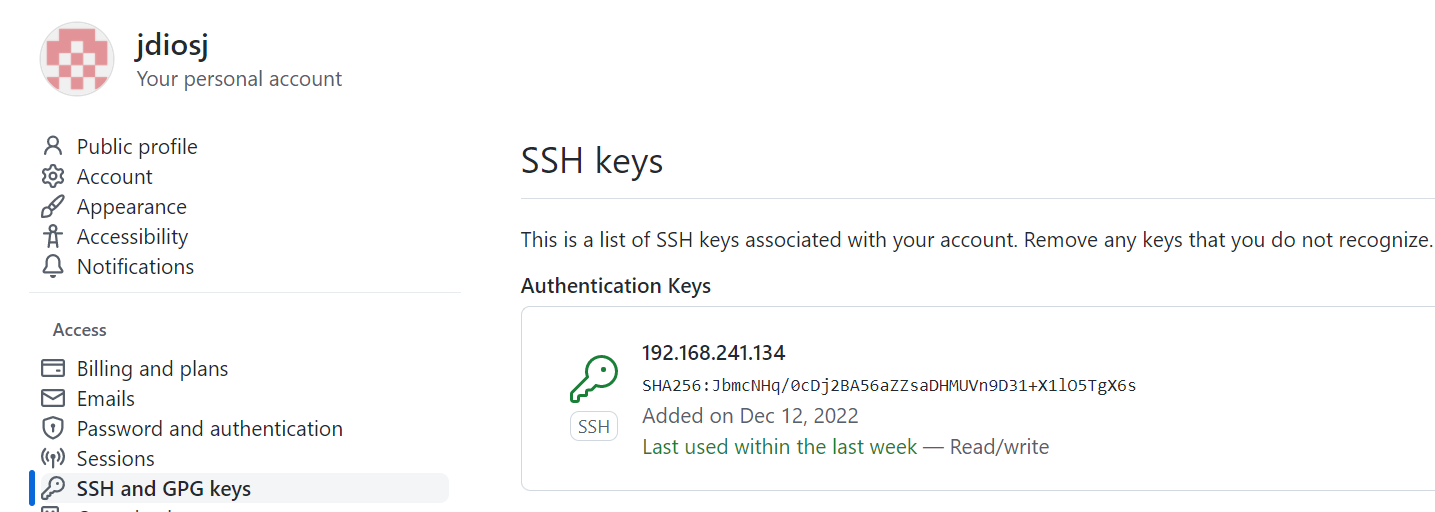 jdiosj
Your personal account
Public profile
Account
Appearance
Accessibility
Notifications
Access
Billing and plans
Emails
Password and authentication
Sessions
SSH and GPG keys
SSH keys
This is a list of SSH keys associated with your account. Remove any keys that you do not recognize.
Authentication Keys
192.168.241.134
SHA256:JbmcNHq/0cDj2BA56aZZsaDHMUVn9D31+X1lO5TgX6s
SSH
Added on Dec 12, 2022
Last used within the last week — Read/write